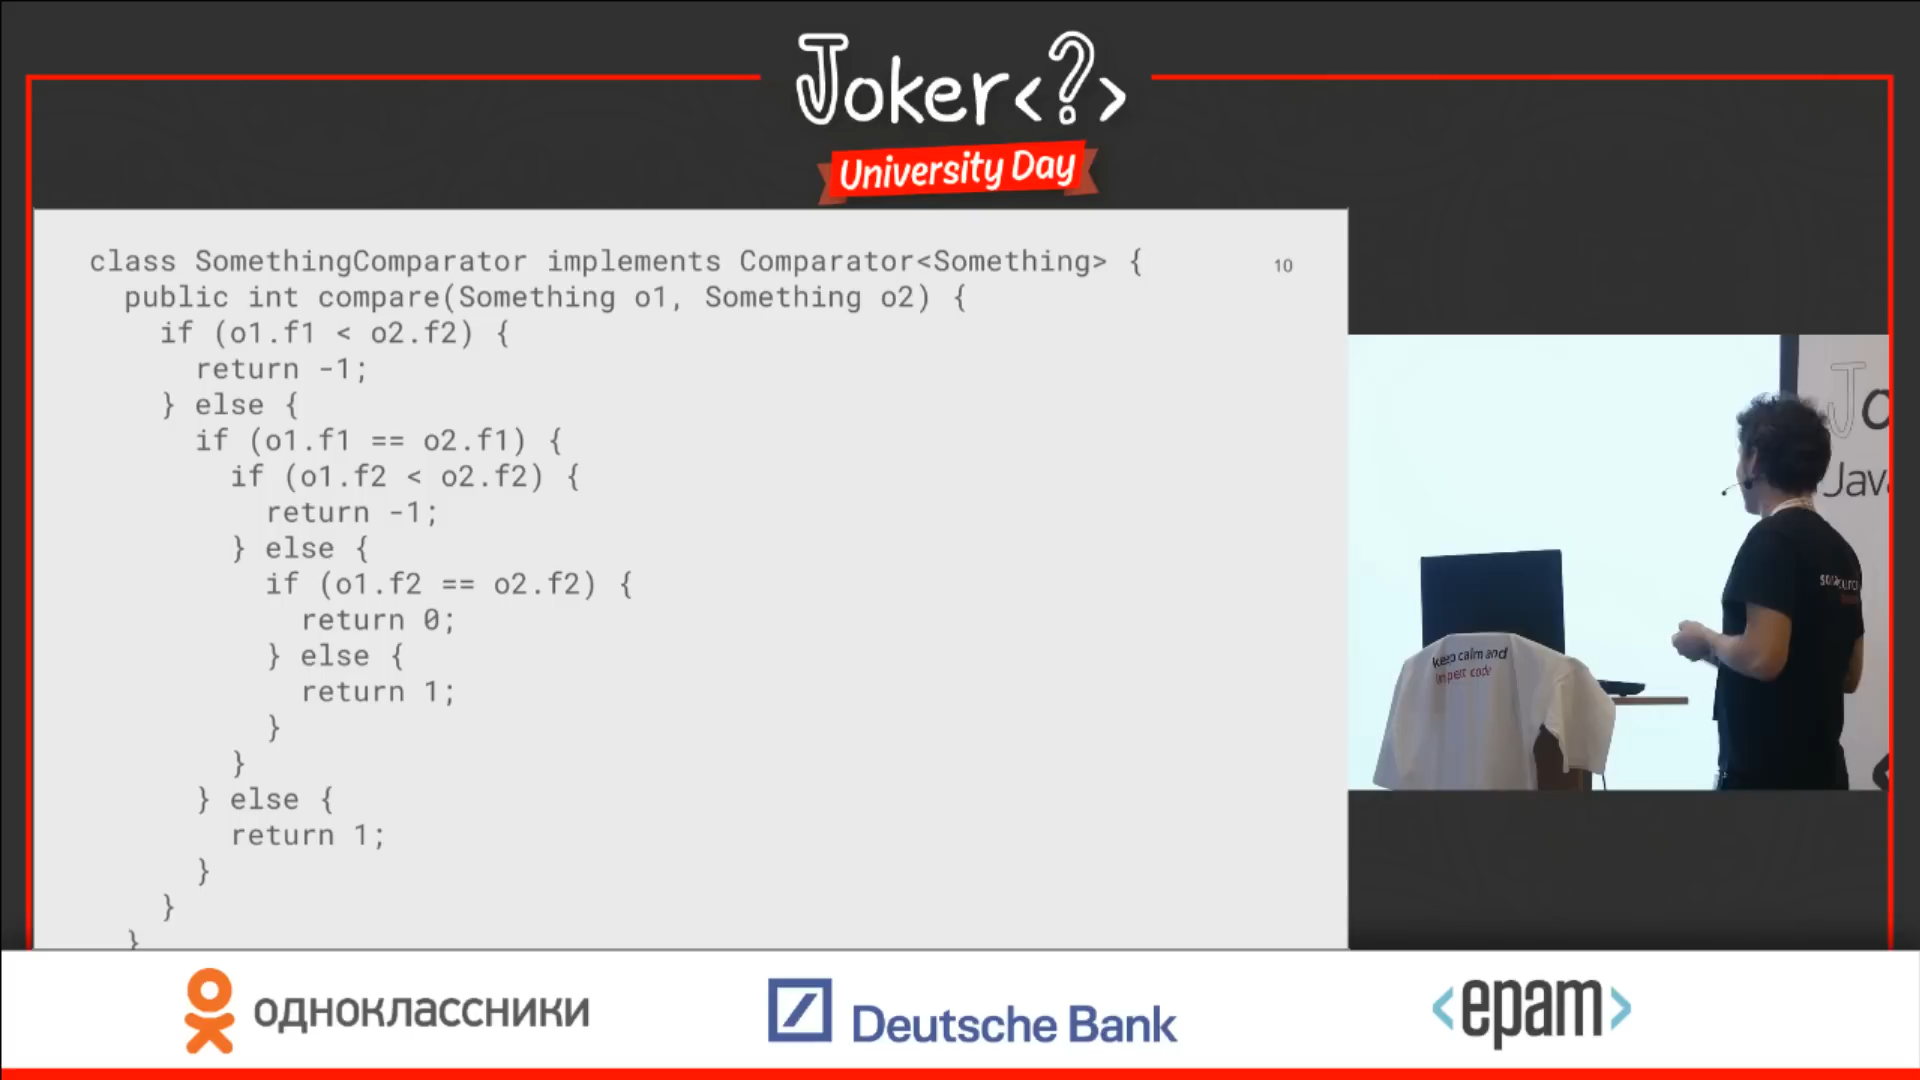 Joker<?>
University Day
class SomethingComparator implements Comparator<Something> {
10
public int compare(Something o1, Something o2) {
if (o1.f1 < o2.f2) {
return -1;
} else {
if (o1.f1 == o2.f1) {
if (o1.f2 < o2.f2) {
return -1;
} else {
if (o1.f2 == o2.f2) {
return 0;
} else {
return 1;
}
}
} else {
return 1;
}
}
}
Jo
Java
keep calm and
одноклассники
Deutsche Bank
<epam>